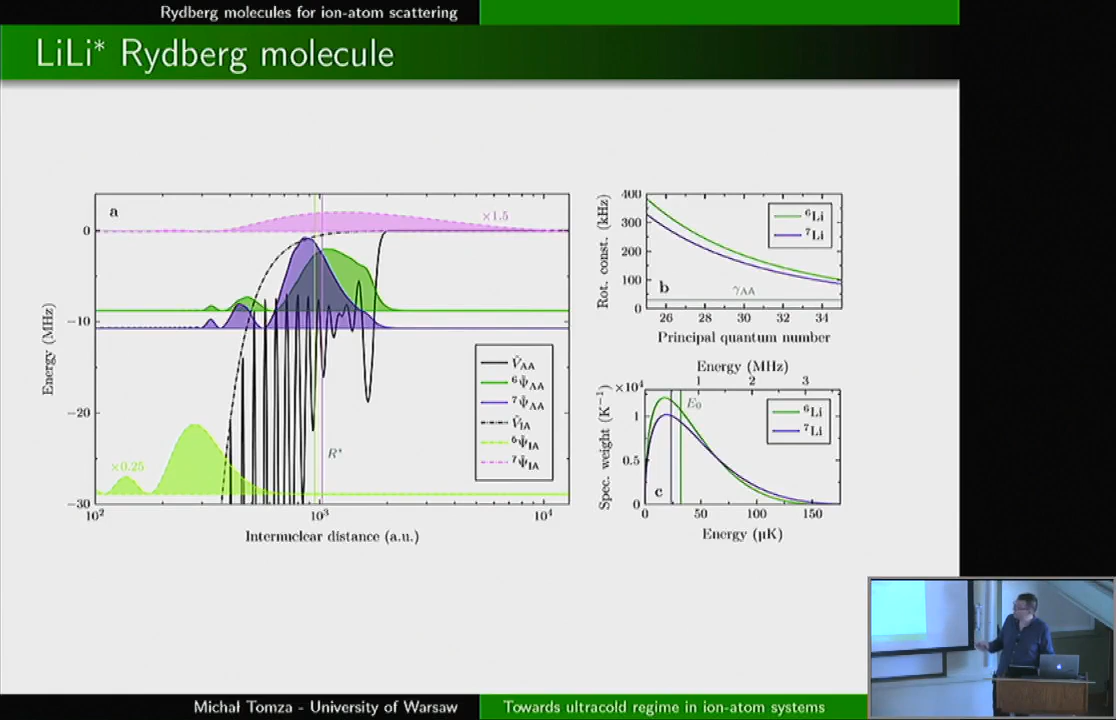 Rydberg molecules for ion-atom scattering
LiLi* Rydberg molecule
a
×1.5
0
−10
−20
−30
Energy (MHz)
ṼAA
⁶Ψ̃AA
⁷Ψ̃AA
ṼIA
⁶Ψ̃IA
⁷Ψ̃IA
R*
×0.25
10² 10³ 10⁴
Internuclear distance (a.u.)
400
300
200
100
0
Rot. const. (kHz)
⁶Li
⁷Li
b
γAA
26 28 30 32 34
Principal quantum number
Energy (MHz)
×10⁴
1 2 3
1
0.5
0
Spec. weight (K⁻¹)
E₀
⁶Li
⁷Li
c
0 50 100 150
Energy (µK)
Michał Tomza - University of Warsaw
Towards ultracold regime in ion-atom systems